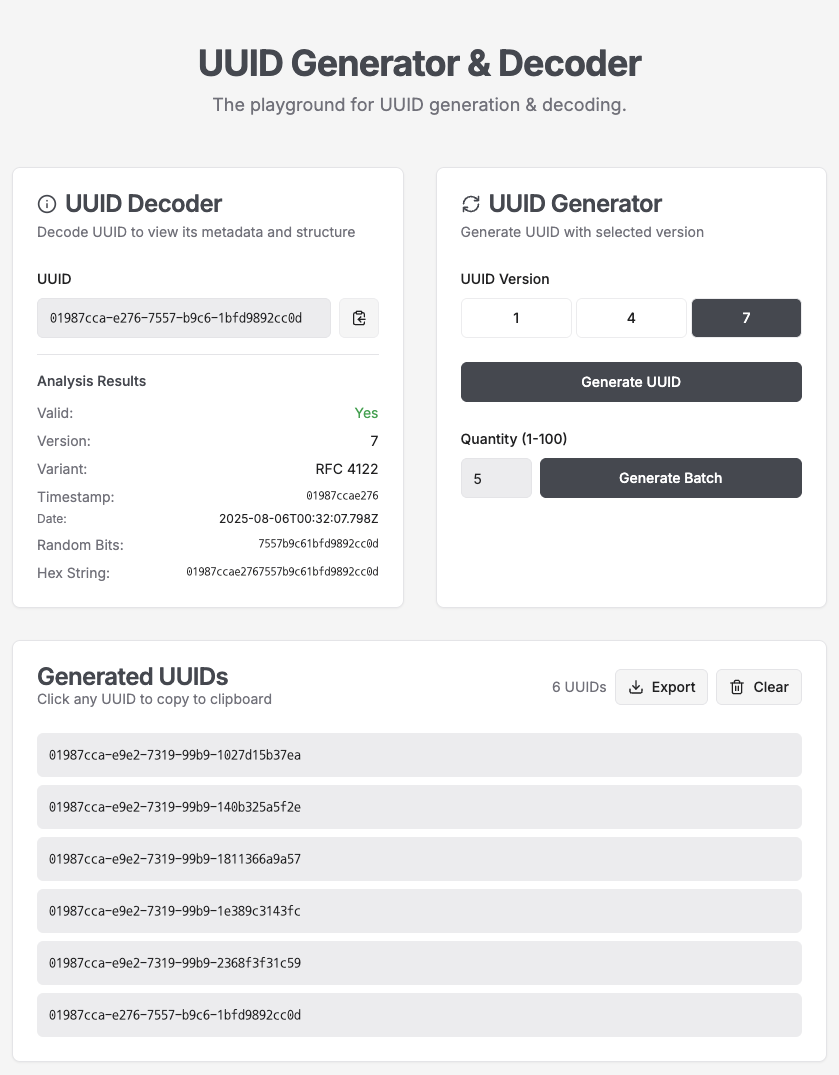 UUID Generator & Decoder
The playground for UUID generation & decoding.
UUID Decoder
Decode UUID to view its metadata and structure
UUID
01987cca-e276-7557-b9c6-1bfd9892cc0d
Analysis Results
Valid: Yes
Version: 7
Variant: RFC 4122
Timestamp: 01987ccae276
Date: 2025-08-06T00:32:07.798Z
Random Bits: 7557b9c61bfd9892cc0d
Hex String: 01987ccae2767557b9c61bfd9892cc0d
UUID Generator
Generate UUID with selected version
UUID Version
1 4 7
Generate UUID
Quantity (1-100)
5 Generate Batch
Generated UUIDs
Click any UUID to copy to clipboard
6 UUIDs Export Clear
01987cca-e9e2-7319-99b9-1027d15b37ea
01987cca-e9e2-7319-99b9-140b325a5f2e
01987cca-e9e2-7319-99b9-1811366a9a57
01987cca-e9e2-7319-99b9-1e389c3143fc
01987cca-e9e2-7319-99b9-2368f3f31c59
01987cca-e276-7557-b9c6-1bfd9892cc0d